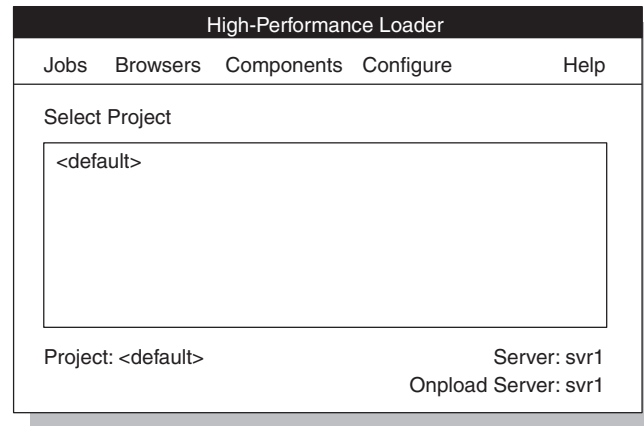 High-Performance Loader
Jobs Browsers Components Configure Help
Select Project
<default>
Project: <default> Server: svr1
Onpload Server: svr1